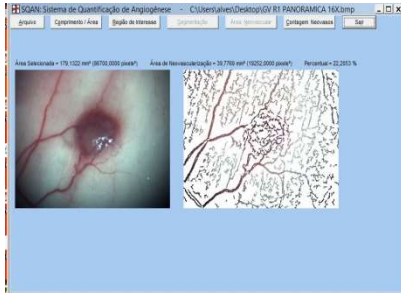 SQAN: Sistema de Quantificação de Angiogênese - C:\Users\alves\Desktop\GV R1 PANORAMICA 16X.bmp
Arquivo Comprimento / Área Região de Interesse Segmentação Área Neovascular Contagem Neovasos Sair
Área Selecionada = 179,1322 mm² (86700,0000 pixels²) Área de Neovascularização = 39,7769 mm² (19252,0000 pixels²) Percentual = 22,2053 %